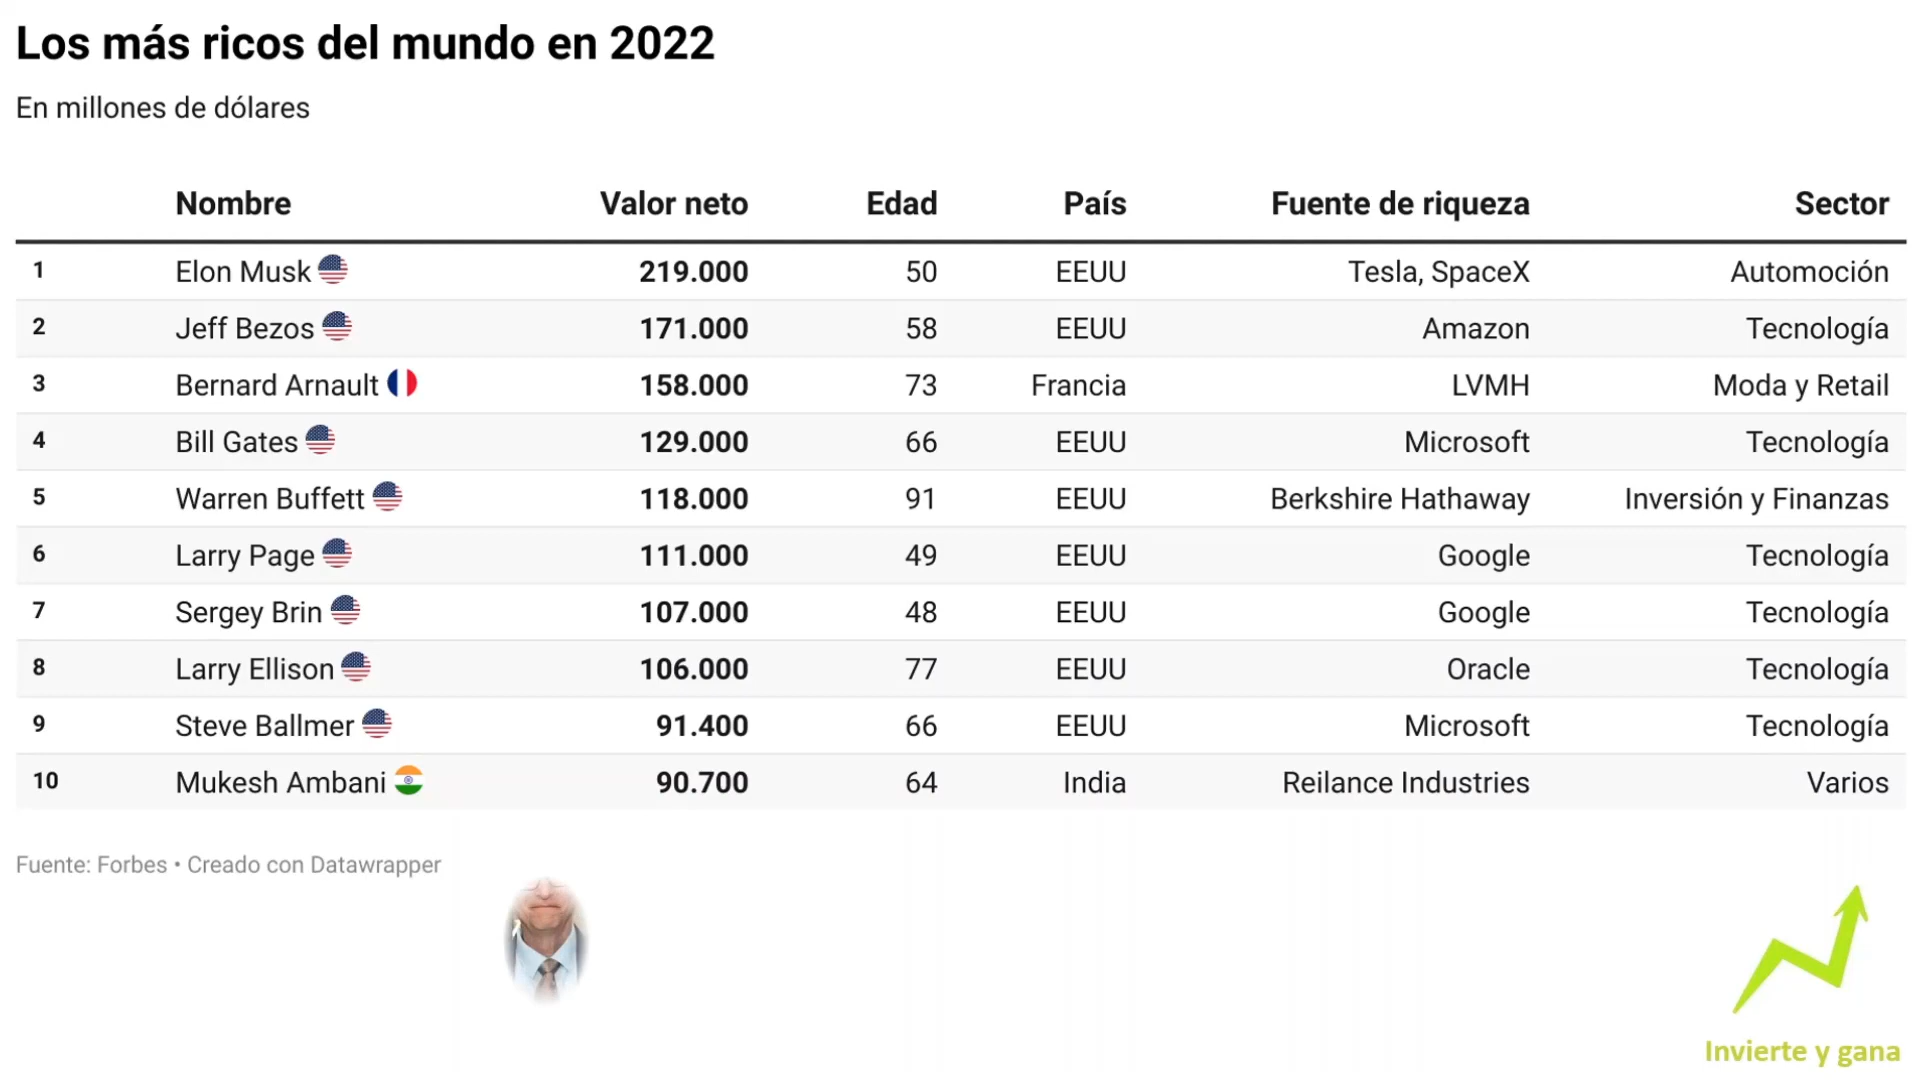 Los más ricos del mundo en 2022
En millones de dólares
Nombre Valor neto Edad País Fuente de riqueza Sector
1 Elon Musk 219.000 50 EEUU Tesla, SpaceX Automoción
2 Jeff Bezos 171.000 58 EEUU Amazon Tecnología
3 Bernard Arnault 158.000 73 Francia LVMH Moda y Retail
4 Bill Gates 129.000 66 EEUU Microsoft Tecnología
5 Warren Buffett 118.000 91 EEUU Berkshire Hathaway Inversión y Finanzas
6 Larry Page 111.000 49 EEUU Google Tecnología
7 Sergey Brin 107.000 48 EEUU Google Tecnología
8 Larry Ellison 106.000 77 EEUU Oracle Tecnología
9 Steve Ballmer 91.400 66 EEUU Microsoft Tecnología
10 Mukesh Ambani 90.700 64 India Reilance Industries Varios
Fuente: Forbes • Creado con Datawrapper
Invierte y gana